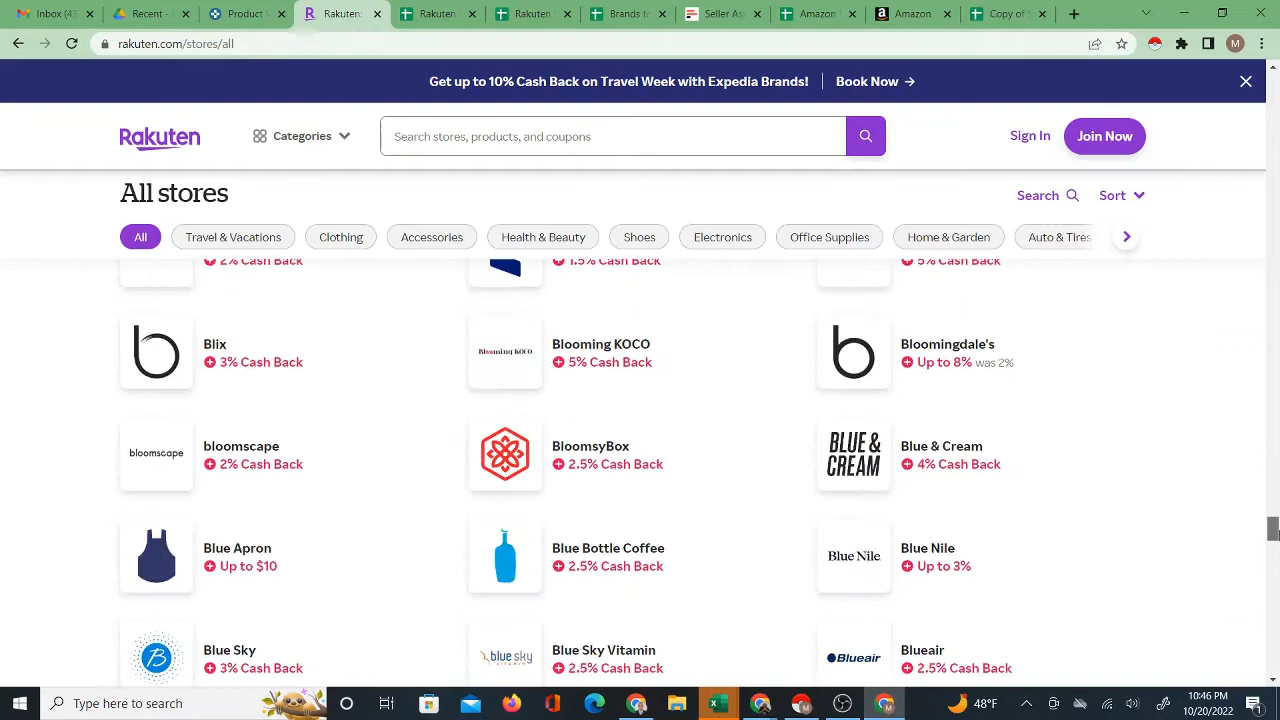 Inbox (43
Recent -
Product V
Rakuten:
Rakuten
Rakuten
Brands tr
Seller Ass
Amazon
Amazon
Copy of S
rakuten.com/stores/all
M
Get up to 10% Cash Back on Travel Week with Expedia Brands!
Book Now →
Rakuten
Categories
Search stores, products, and coupons
Sign In
Join Now
All stores
Search
Sort
All
Travel & Vacations
Clothing
Accessories
Health & Beauty
Shoes
Electronics
Office Supplies
Home & Garden
Auto & Tires
2% Cash Back
1.5% Cash Back
5% Cash Back
b
Blix
3% Cash Back
Blooming KOCO
Blooming KOCO
5% Cash Back
b
Bloomingdale's
Up to 8% was 2%
bloomscape
bloomscape
2% Cash Back
BloomsyBox
2.5% Cash Back
BLUE &
CREAM
Blue & Cream
4% Cash Back
Blue Apron
Up to $10
Blue Bottle Coffee
2.5% Cash Back
Blue Nile
Blue Nile
Up to 3%
B
Blue Sky
3% Cash Back
blue sky
VITAMIN
Blue Sky Vitamin
2.5% Cash Back
Blueair
Blueair
2.5% Cash Back
Type here to search
48°F
10:46 PM
10/20/2022